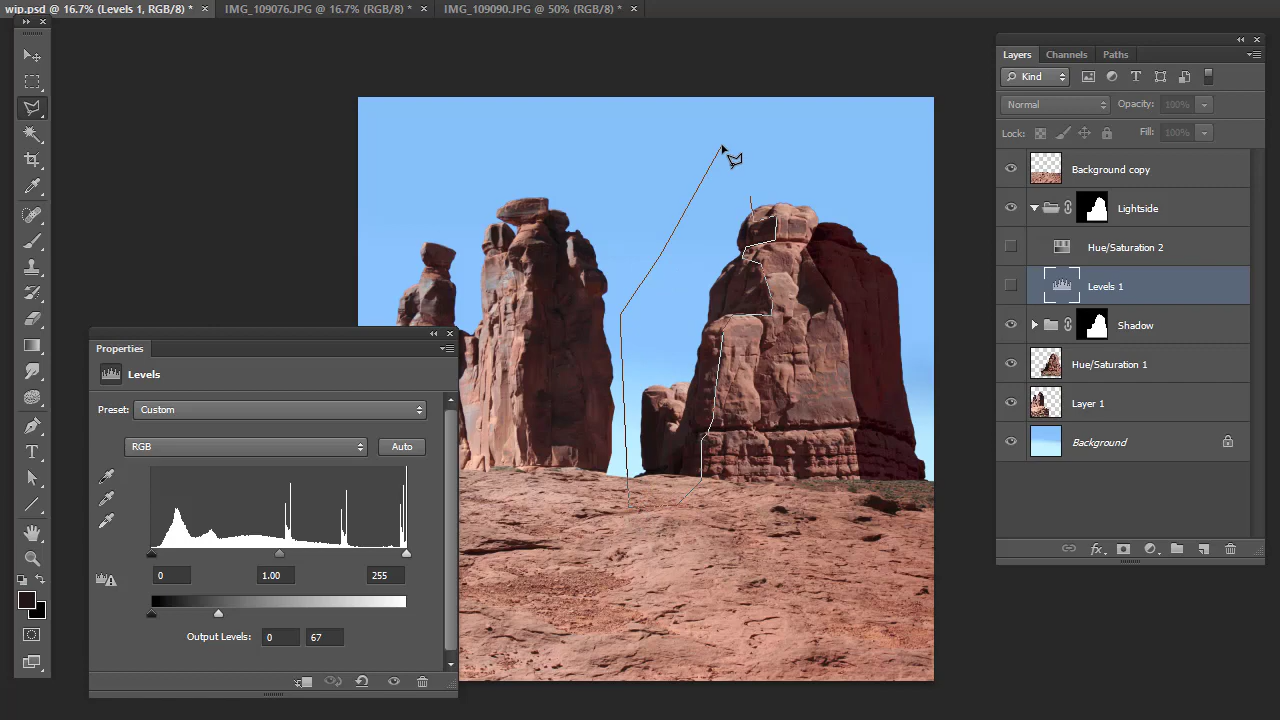 wip.psd @ 16.7% (Levels 1, RGB/8) * × IMG_109076.JPG @ 16.7% (RGB/8) * × IMG_109090.JPG @ 50% (RGB/8) * ×
Layers Channels Paths
Kind
Normal Opacity: 100%
Lock: Fill: 100%
Background copy
Lightside
Hue/Saturation 2
Levels 1
Shadow
Hue/Saturation 1
Layer 1
Background
fx
Properties
Levels
Preset: Custom
RGB Auto
0 1.00 255
Output Levels: 0 67